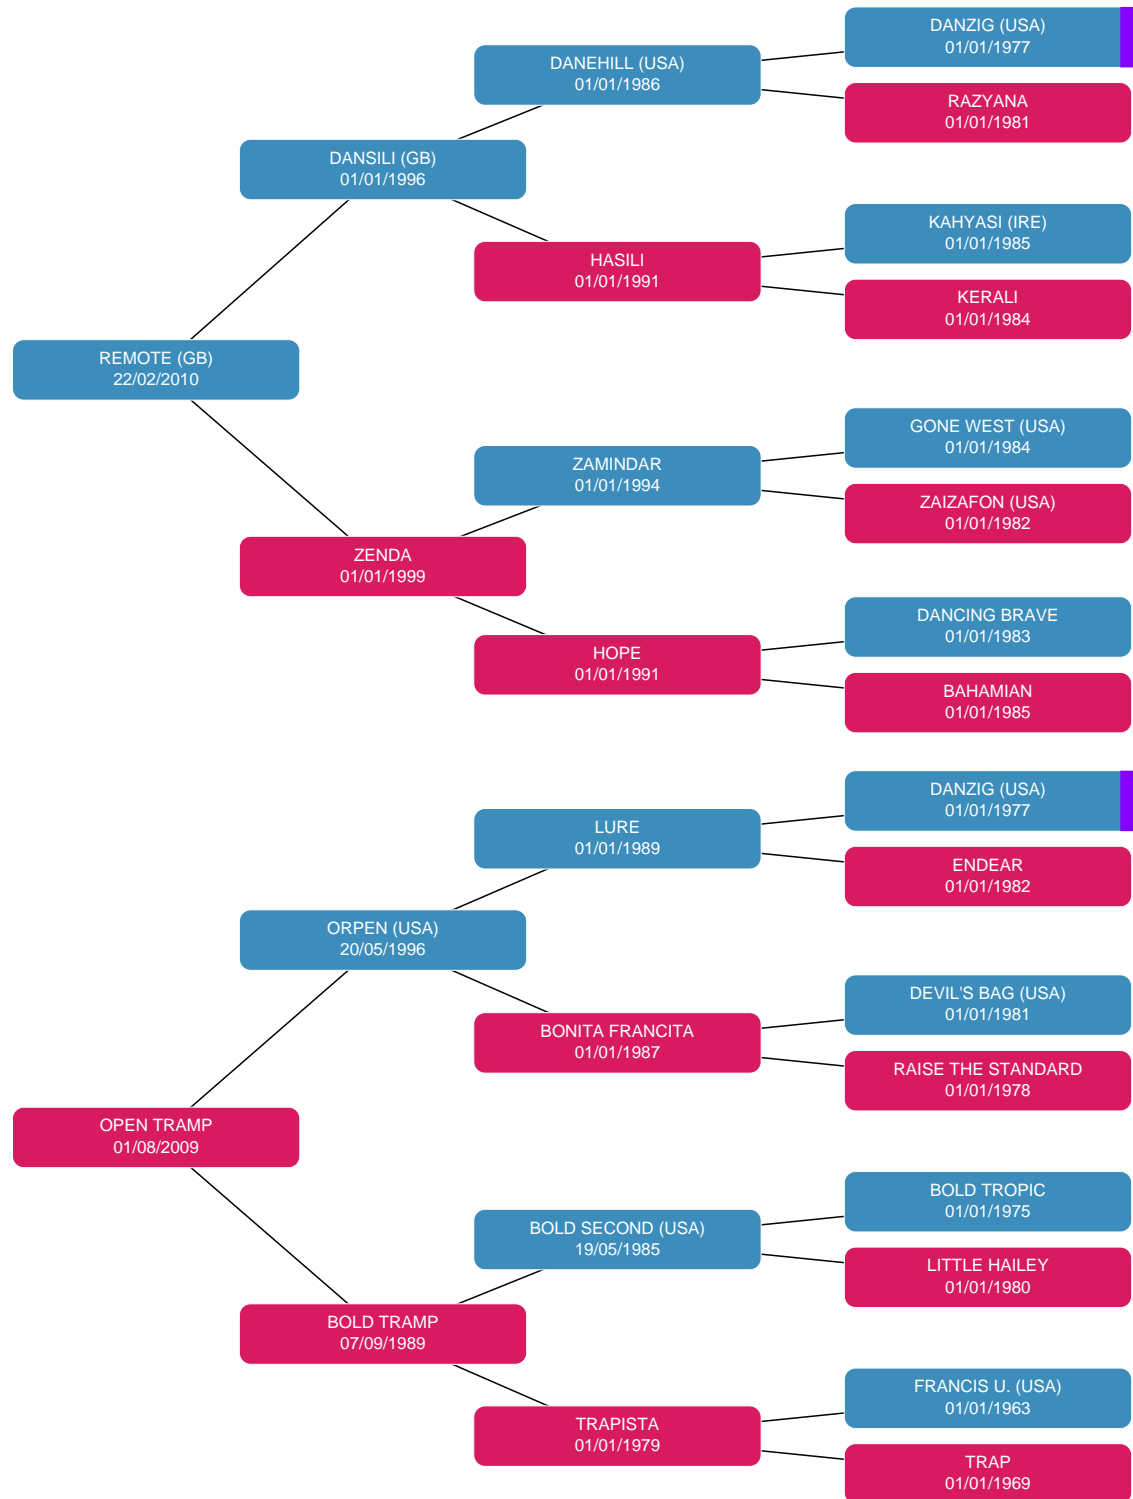 DANZIG (USA)
01/01/1977
DANEHILL (USA)
01/01/1986
RAZYANA
01/01/1981
DANSILI (GB)
01/01/1996
KAHYASI (IRE)
01/01/1985
HASILI
01/01/1991
KERALI
01/01/1984
REMOTE (GB)
22/02/2010
GONE WEST (USA)
01/01/1984
ZAMINDAR
01/01/1994
ZAIZAFON (USA)
01/01/1982
ZENDA
01/01/1999
DANCING BRAVE
01/01/1983
HOPE
01/01/1991
BAHAMIAN
01/01/1985
DANZIG (USA)
01/01/1977
LURE
01/01/1989
ENDEAR
01/01/1982
ORPEN (USA)
20/05/1996
DEVIL'S BAG (USA)
01/01/1981
BONITA FRANCITA
01/01/1987
RAISE THE STANDARD
01/01/1978
OPEN TRAMP
01/08/2009
BOLD TROPIC
01/01/1975
BOLD SECOND (USA)
19/05/1985
LITTLE HAILEY
01/01/1980
BOLD TRAMP
07/09/1989
FRANCIS U. (USA)
01/01/1963
TRAPISTA
01/01/1979
TRAP
01/01/1969